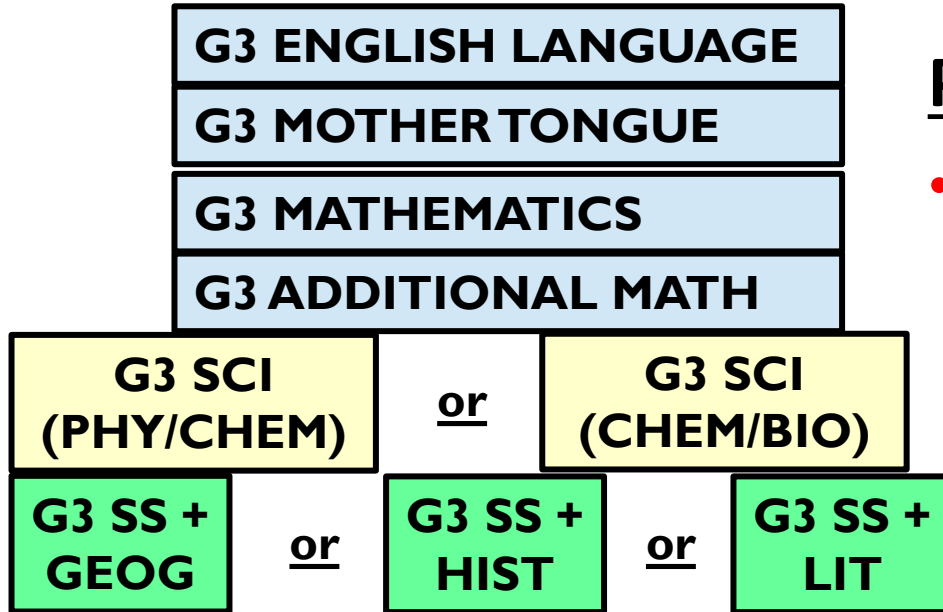 G3 ENGLISH LANGUAGE
G3 MOTHER TONGUE
G3 MATHEMATICS
G3 ADDITIONAL MATH
G3 SCI
(PHY/CHEM)
or
G3 SCI
(CHEM/BIO)
G3 SS +
GEOG
or
G3 SS +
HIST
or
G3 SS +
LIT